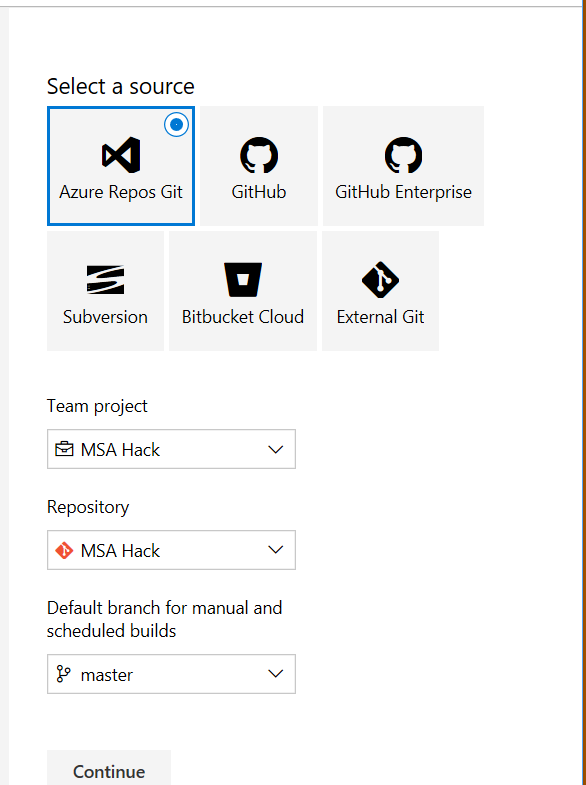 Select a source
Azure Repos Git
GitHub
GitHub Enterprise
Subversion
Bitbucket Cloud
External Git
Team project
MSA Hack
Repository
MSA Hack
Default branch for manual and
scheduled builds
master
Continue